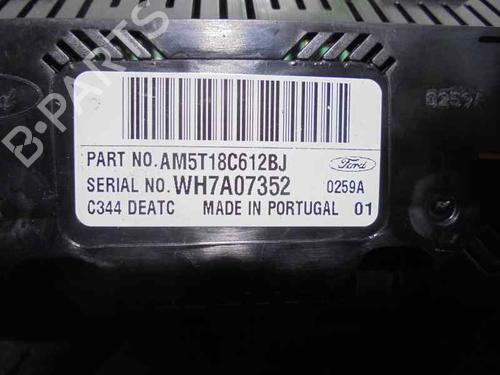 B-PARTS
0259A
PART NO. AM5T18C612BJ
Ford
SERIAL NO. WH7A07352
0259A
C344 DEATC MADE IN PORTUGAL 01